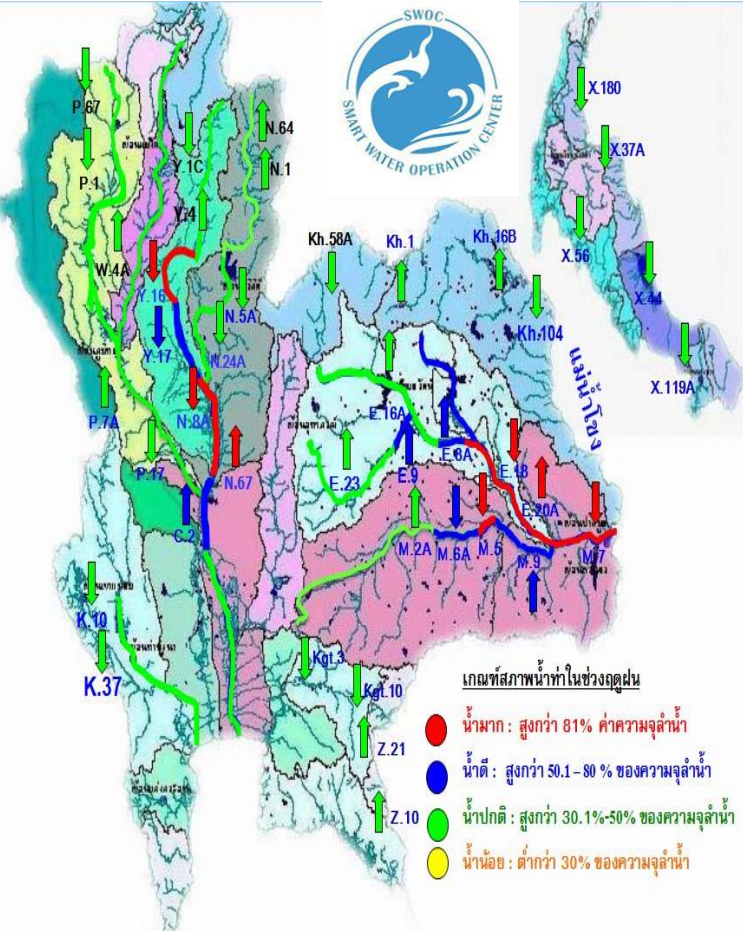 SWOC
SMART WATER OPERATION CENTER
P.67
P.1
Y.1C
N.64
N.1
Y.4
W.4A
Y.16
Y.17
N.5A
N.24A
P.7A
N.8A
P.17
N.67
C.2
K.10
K.37
Kh.58A
Kh.1
Kh.16B
Kh.104
แม่น้ำโขง
E.16A
E.8A
E.9
E.23
E.18
E.20A
M.2A
M.6A
M.5
M.9
M.7
Kgt.3
Kgt.10
Z.21
Z.10
X.180
X.37A
X.56
X.44
X.119A
เกณฑ์สภาพน้ำท่าในช่วงฤดูฝน
น้ำมาก : สูงกว่า 81% ค่าความจุลำน้ำ
น้ำดี : สูงกว่า 50.1 – 80 % ของความจุลำน้ำ
น้ำปกติ : สูงกว่า 30.1%-50% ของความจุลำน้ำ
น้ำน้อย : ต่ำกว่า 30% ของความจุลำน้ำ